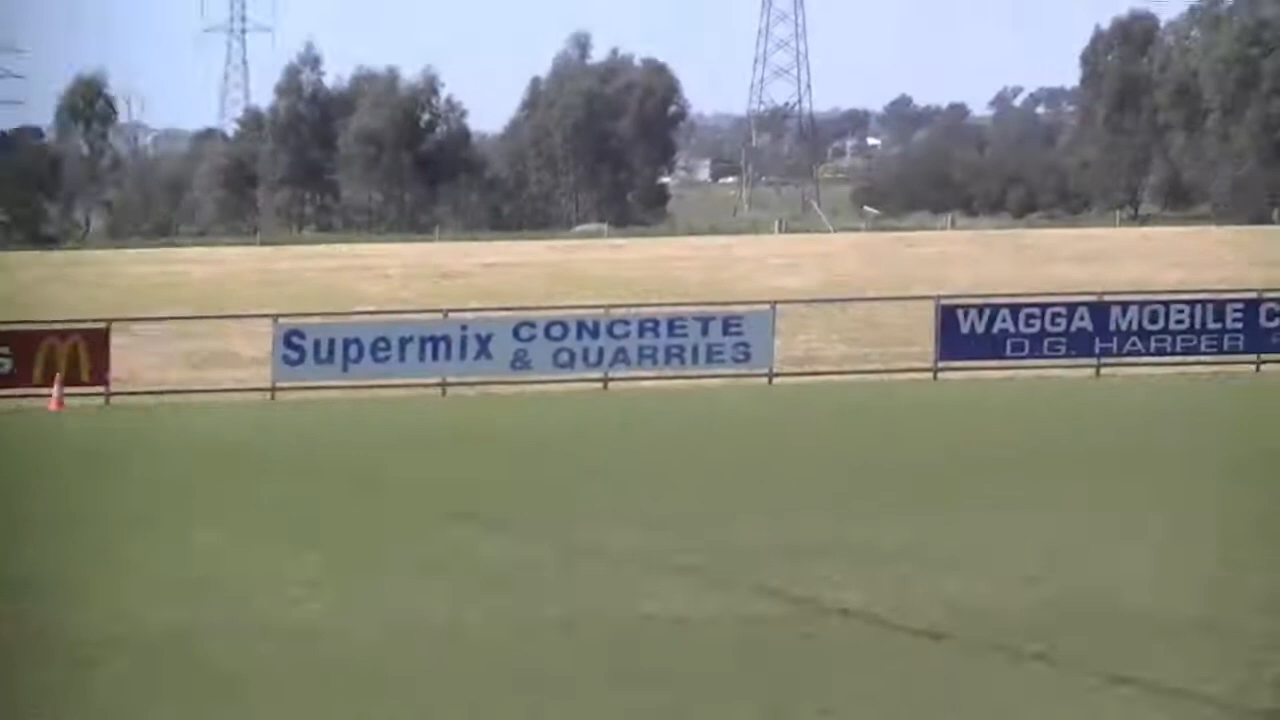 S
Supermix CONCRETE
& QUARRIES
WAGGA MOBILE C
D.G. HARPER